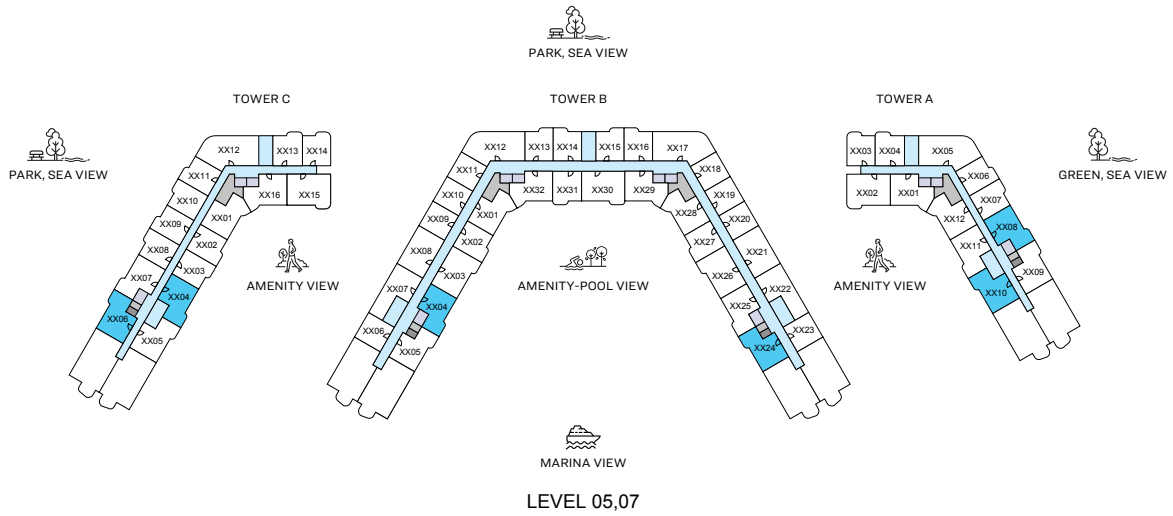 PARK, SEA VIEW
TOWER C
TOWER B
TOWER A
PARK, SEA VIEW
GREEN, SEA VIEW
XX12
XX13
XX14
XX11
XX10
XX09
XX08
XX07
XX06
XX05
XX04
XX03
XX02
XX01
XX16
XX15
AMENITY VIEW
XX12
XX13
XX14
XX15
XX16
XX17
XX11
XX10
XX09
XX08
XX07
XX06
XX05
XX04
XX03
XX02
XX01
XX32
XX31
XX30
XX29
XX28
XX27
XX26
XX25
XX24
XX18
XX19
XX20
XX21
XX22
XX23
AMENITY-POOL VIEW
XX03
XX04
XX05
XX02
XX01
XX06
XX07
XX08
XX09
XX12
XX11
XX10
AMENITY VIEW
MARINA VIEW
LEVEL 05,07